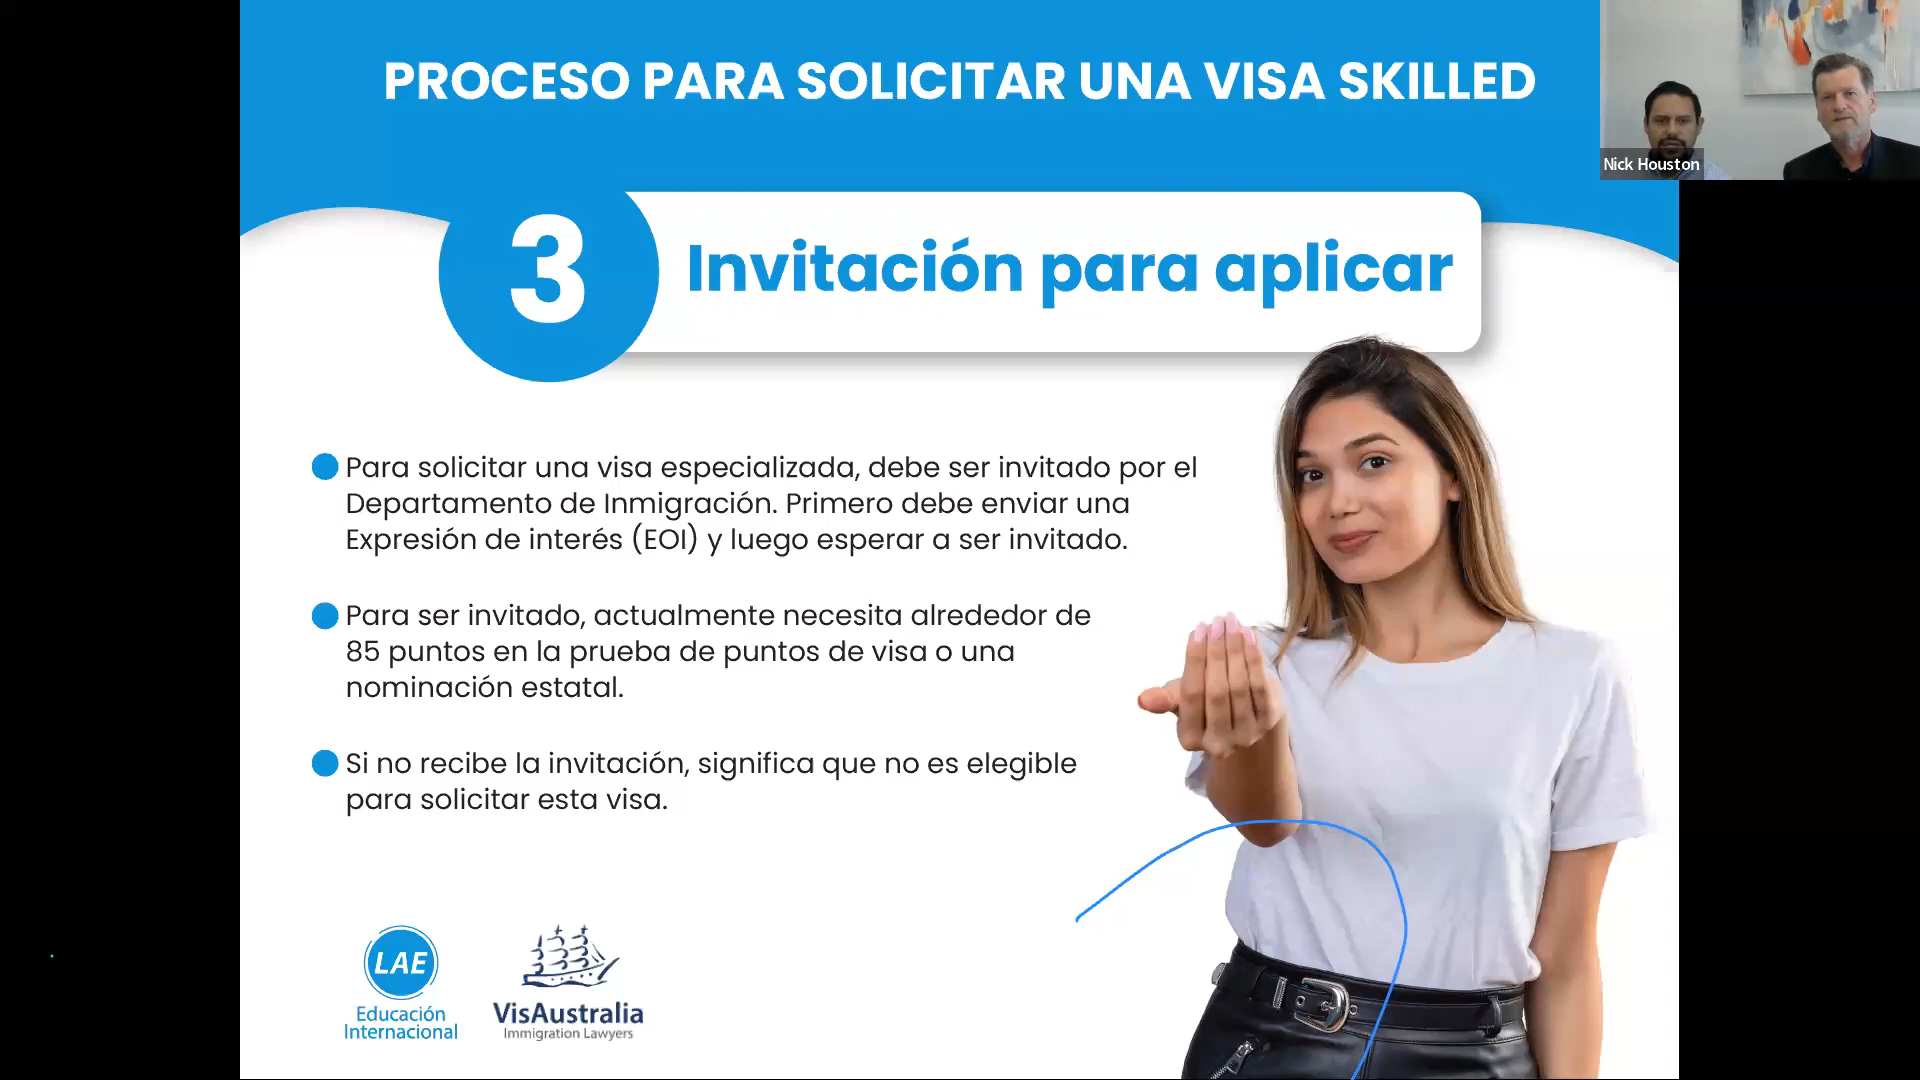 PROCESO PARA SOLICITAR UNA VISA SKILLED
Nick Houston
3
Invitación para aplicar
Para solicitar una visa especializada, debe ser invitado por el
Departamento de Inmigración. Primero debe enviar una
Expresión de interés (EOI) y luego esperar a ser invitado.
Para ser invitado, actualmente necesita alrededor de
85 puntos en la prueba de puntos de visa o una
nominación estatal.
Si no recibe la invitación, significa que no es elegible
para solicitar esta visa.
LAE
Educación
Internacional
VisAustralia
Immigration Lawyers